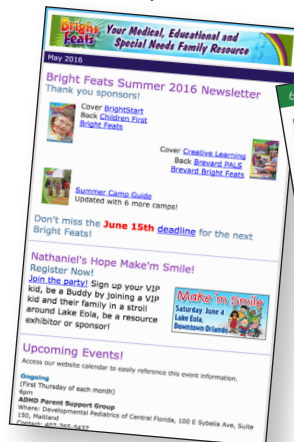 Bright Feats
Your Medical, Educational and
Special Needs Family Resource
May 2016
Bright Feats Summer 2016 Newsletter
Thank you sponsors!
Cover BrightStart
Back Children First
Bright Feats
Cover Creative Learning
Back Brevard PALS
Brevard Bright Feats
Summer Camp Guide
Updated with 6 more camps!
Don't miss the June 15th deadline for the next
Bright Feats!
Nathaniel's Hope Make'm Smile!
Register Now!
Join the party! Sign up your VIP
kid, be a Buddy by joining a VIP
kid and their family in a stroll
around Lake Eola, be a resource
exhibitor or sponsor!
Make'm Smile
Saturday, June 4
Lake Eola,
Downtown Orlando
Upcoming Events!
Access our website calendar to easily reference this event information.
Ongoing
(First Thursday of each month)
6pm
ADHD Parent Support Group
Where: Developmental Pediatrics of Central Florida, 100 E Sybelia Ave, Suite
Contact: 407-265-5437